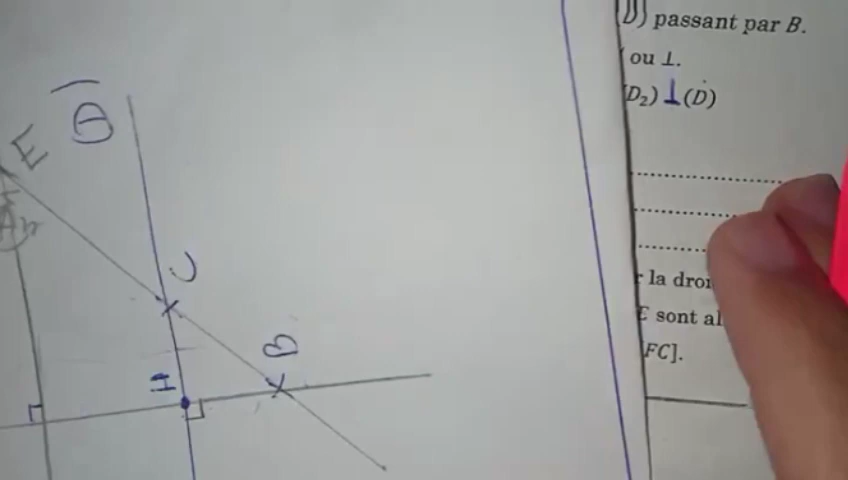 D) passant par B.
ou ⊥.
D₂) ⊥ (D)
la droi
E sont al
FC].
(D
E
C
B
H